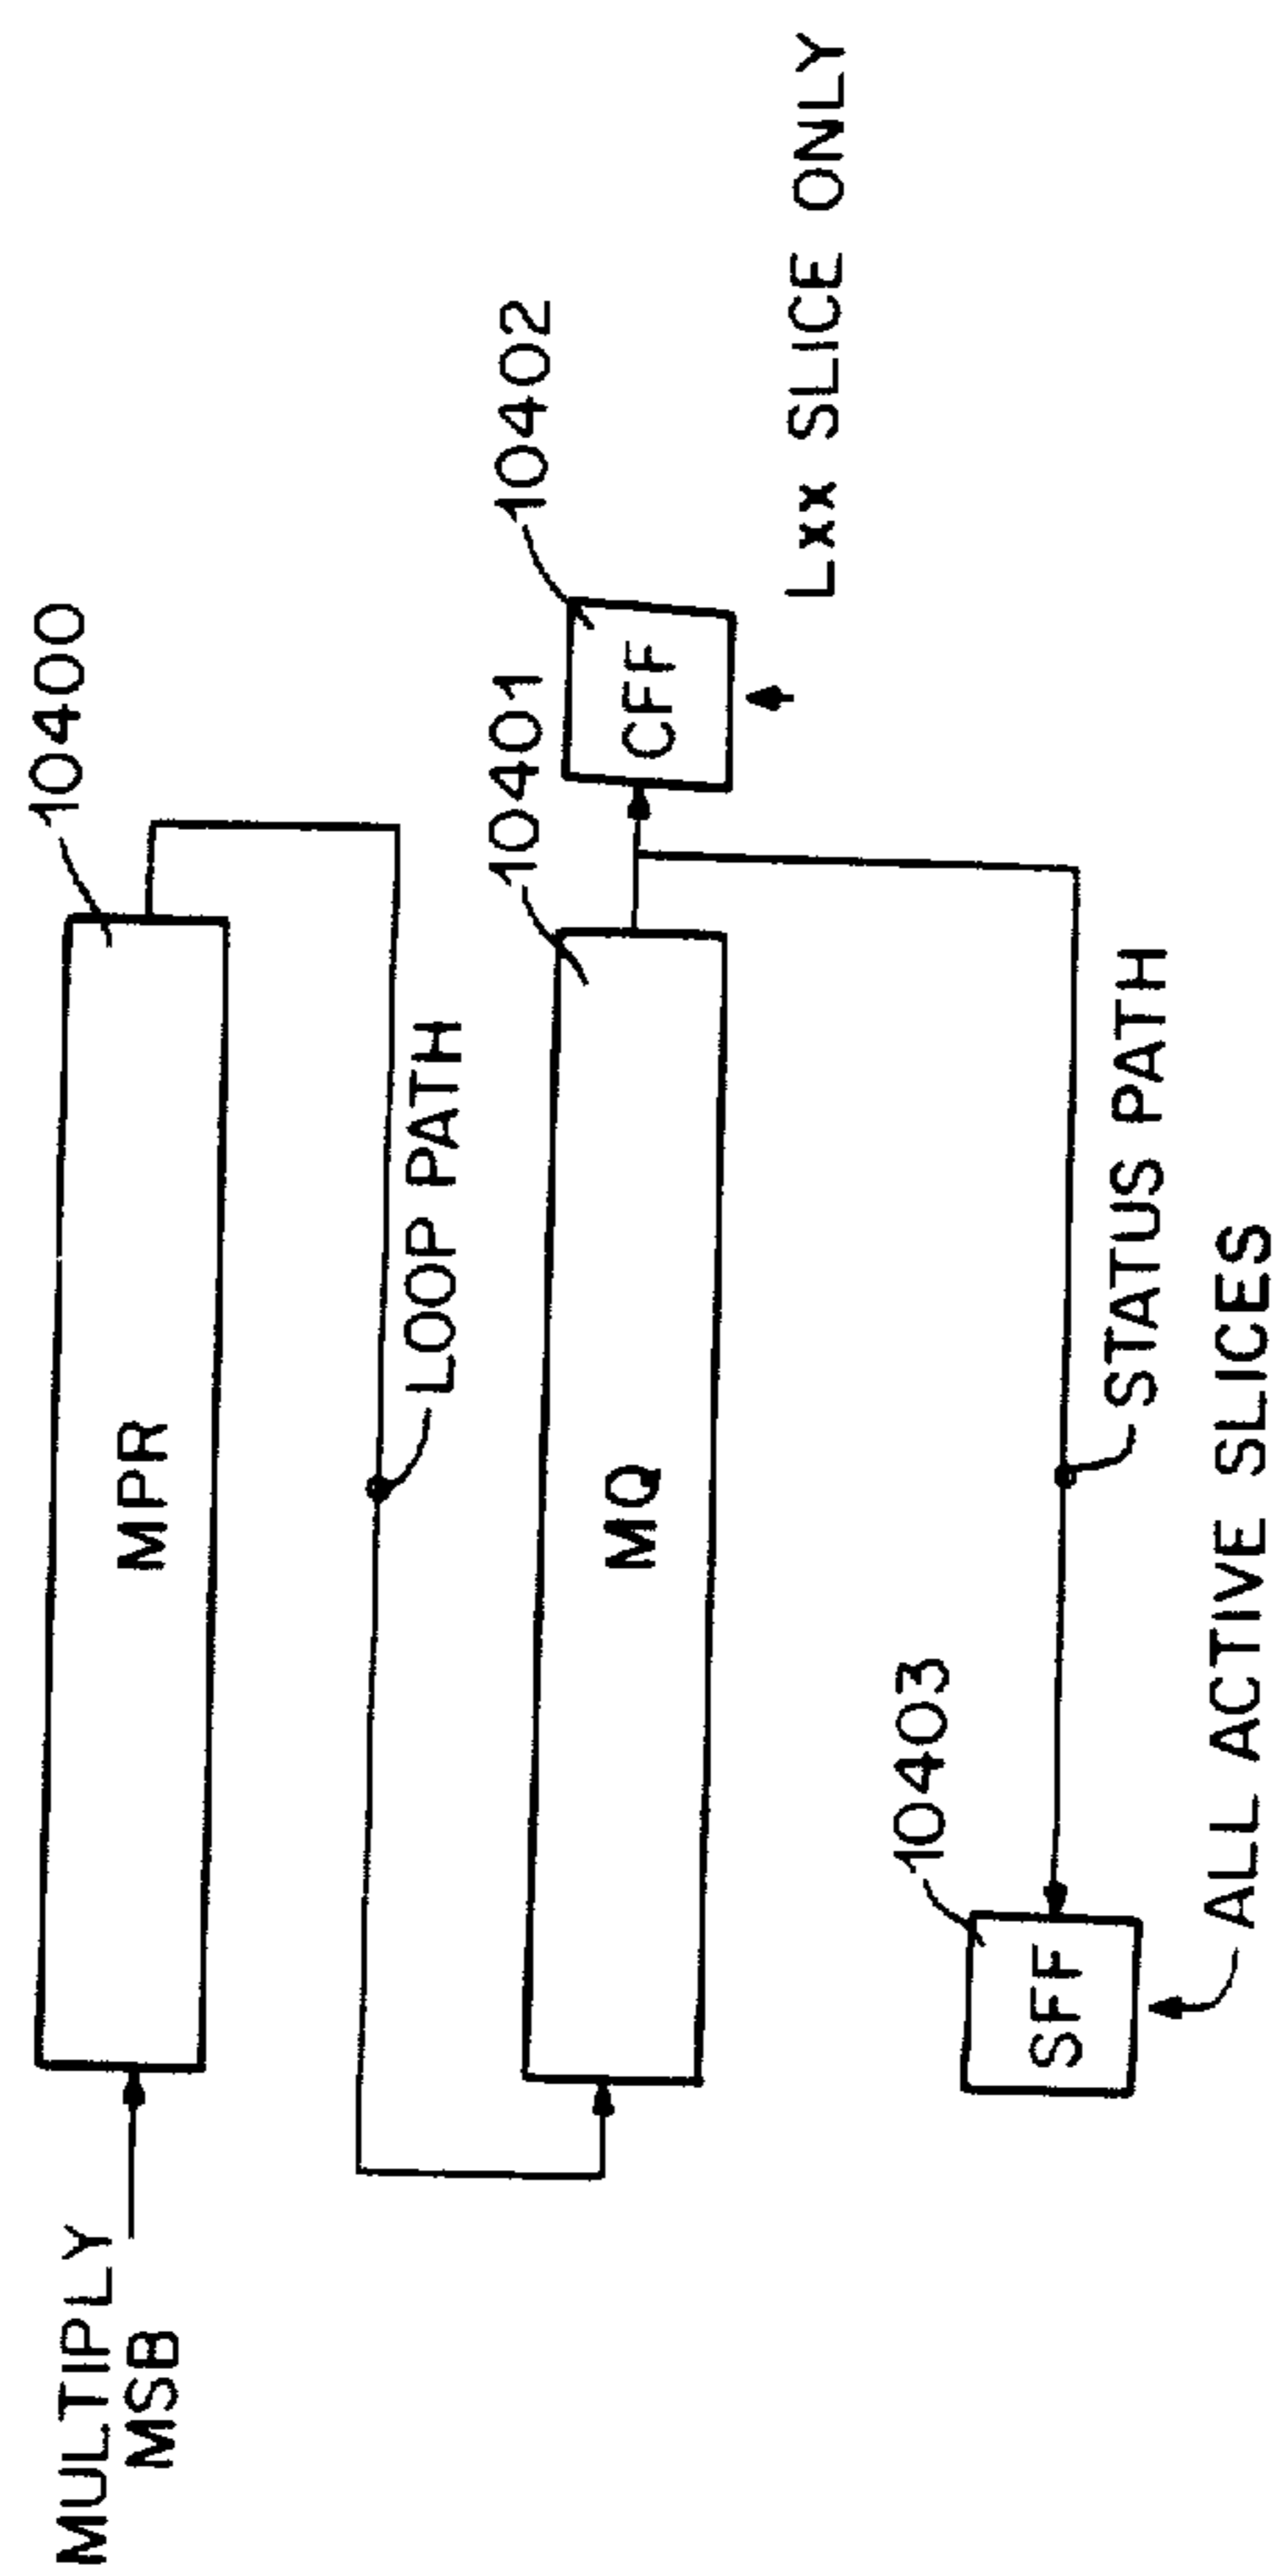 MULTIPLY
MSB
MPR
10400
LOOP PATH
MQ
10401
CFF
10402
Lxx SLICE ONLY
STATUS PATH
SFF
10403
ALL ACTIVE SLICES